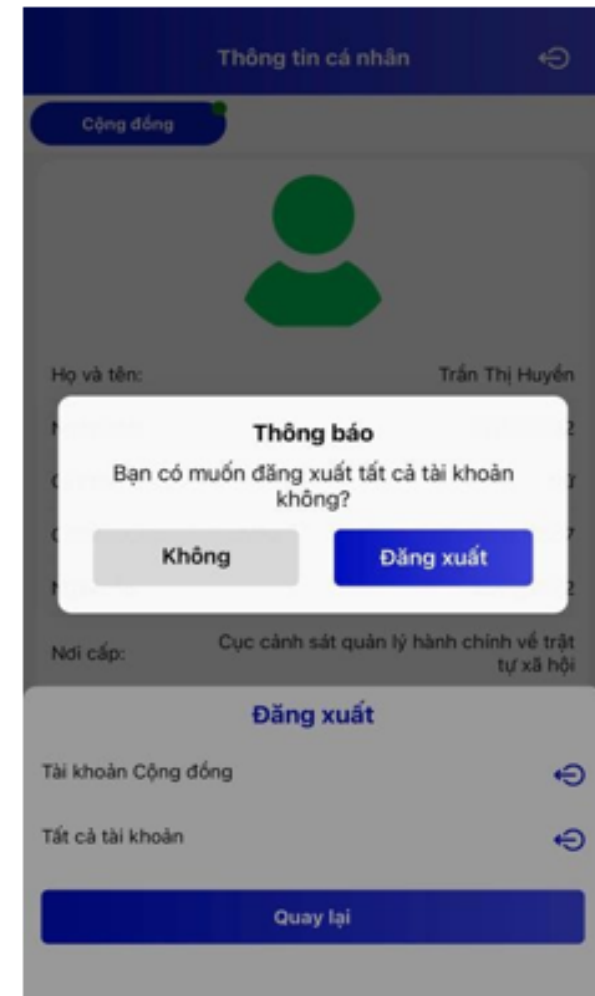 Thông tin cá nhân
Cộng đồng
Họ và tên:
Trần Thị Huyền
Thông báo
Bạn có muốn đăng xuất tất cả tài khoản
không?
Không
Đăng xuất
Nơi cấp:
Cục cảnh sát quản lý hành chính về trật
tự xã hội
Đăng xuất
Tài khoản Cộng đồng
Tất cả tài khoản
Quay lại